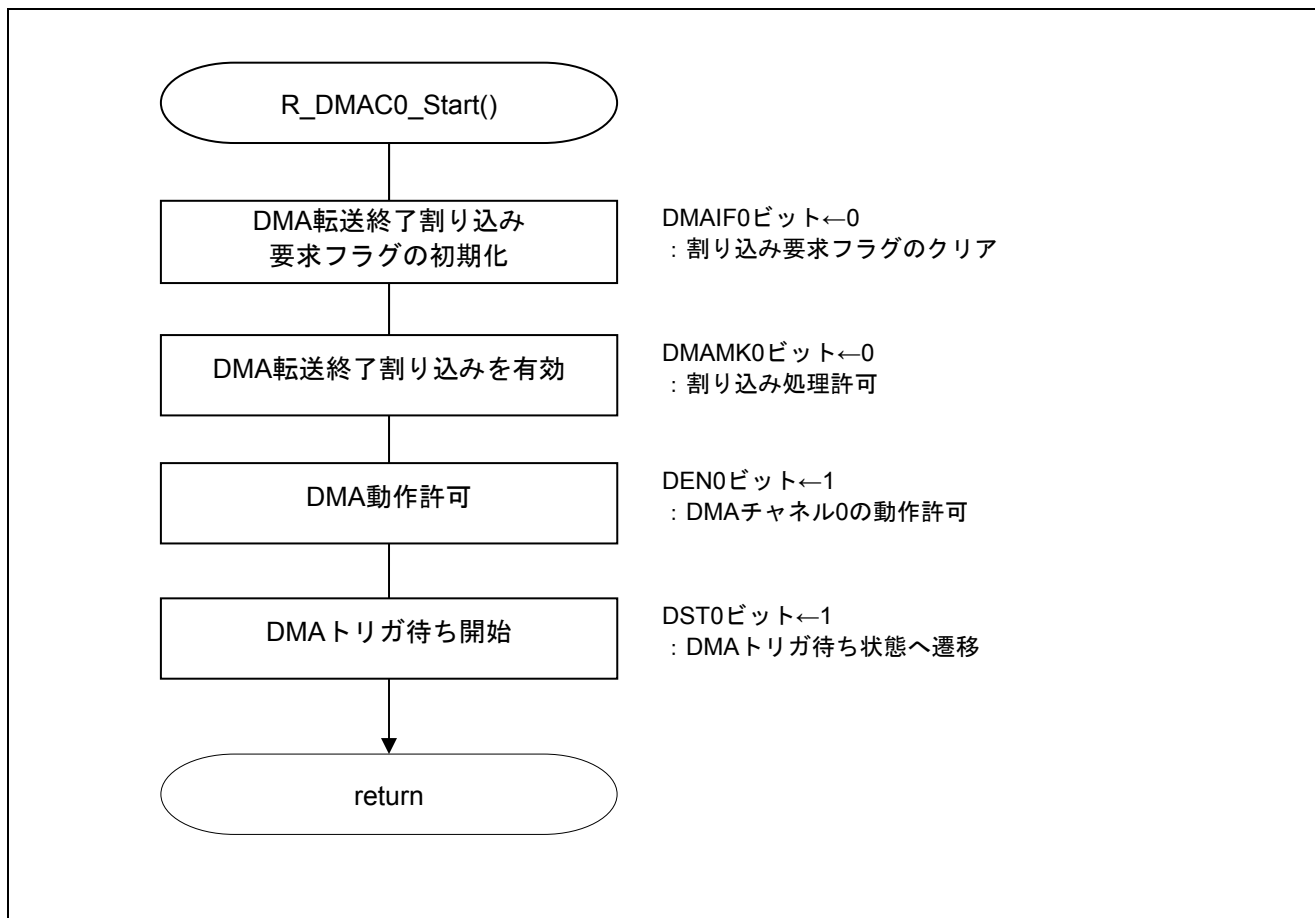 R_DMAC0_Start()
DMA転送終了割り込み
要求フラグの初期化
DMAIF0ビット←0
：割り込み要求フラグのクリア
DMA転送終了割り込みを有効
DMAMK0ビット←0
：割り込み処理許可
DMA動作許可
DEN0ビット←1
：DMAチャネル0の動作許可
DMAトリガ待ち開始
DST0ビット←1
：DMAトリガ待ち状態へ遷移
return